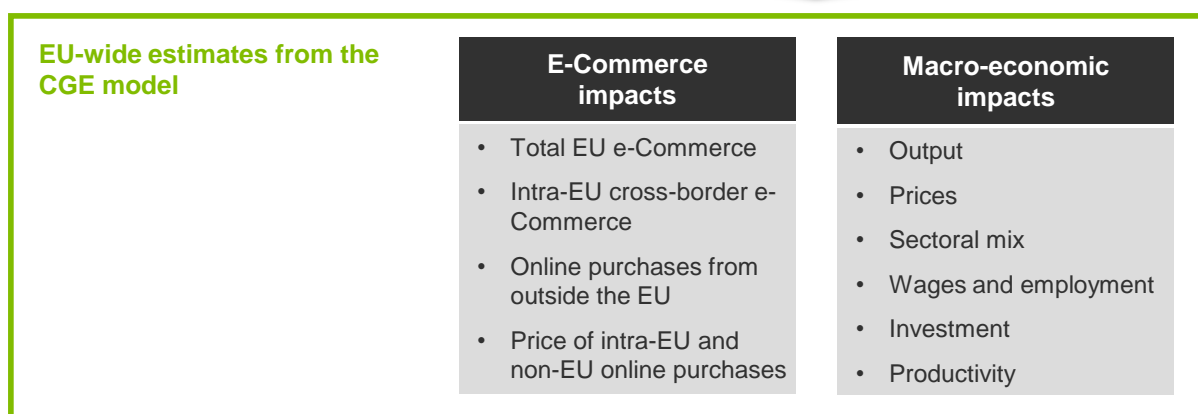 EU-wide estimates from the
CGE model
E-Commerce
impacts
• Total EU e-Commerce
• Intra-EU cross-border e-
Commerce
• Online purchases from
outside the EU
• Price of intra-EU and
non-EU online purchases
Macro-economic
impacts
• Output
• Prices
• Sectoral mix
• Wages and employment
• Investment
• Productivity